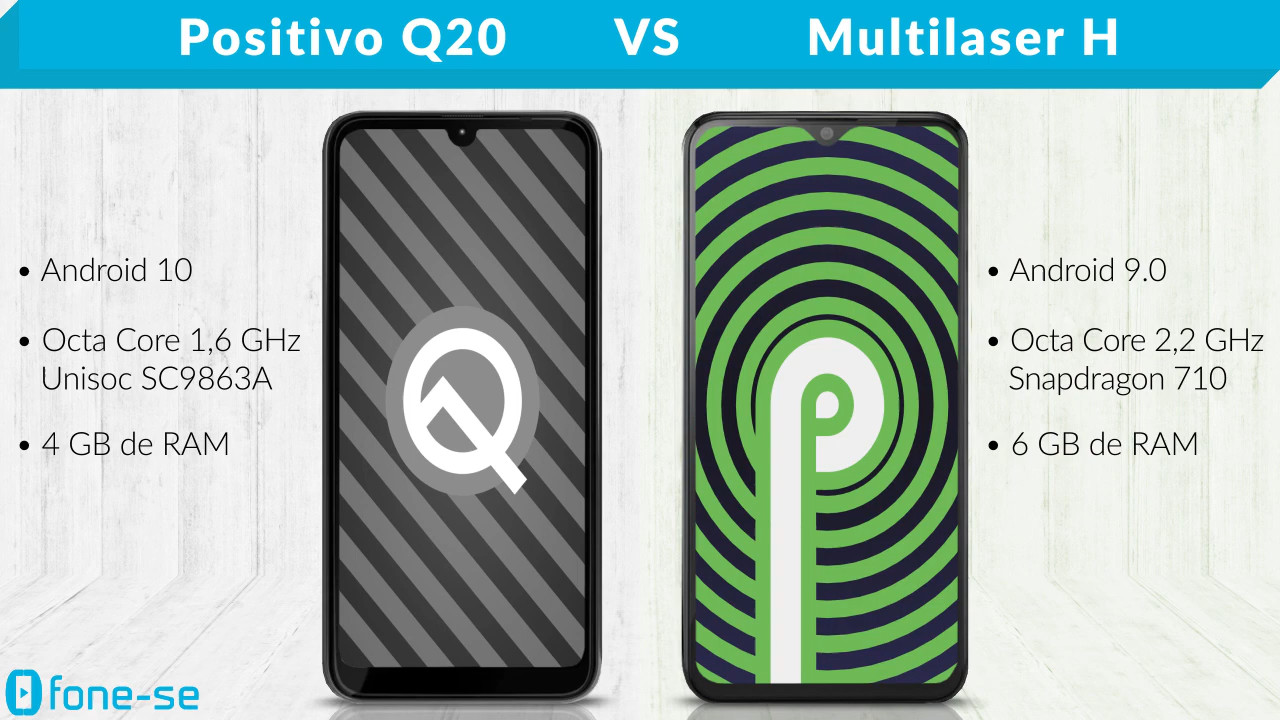 Positivo Q20 VS Multilaser H
• Android 10
• Octa Core 1,6 GHz
Unisoc SC9863A
• 4 GB de RAM
• Android 9.0
• Octa Core 2,2 GHz
Snapdragon 710
• 6 GB de RAM
fone-se